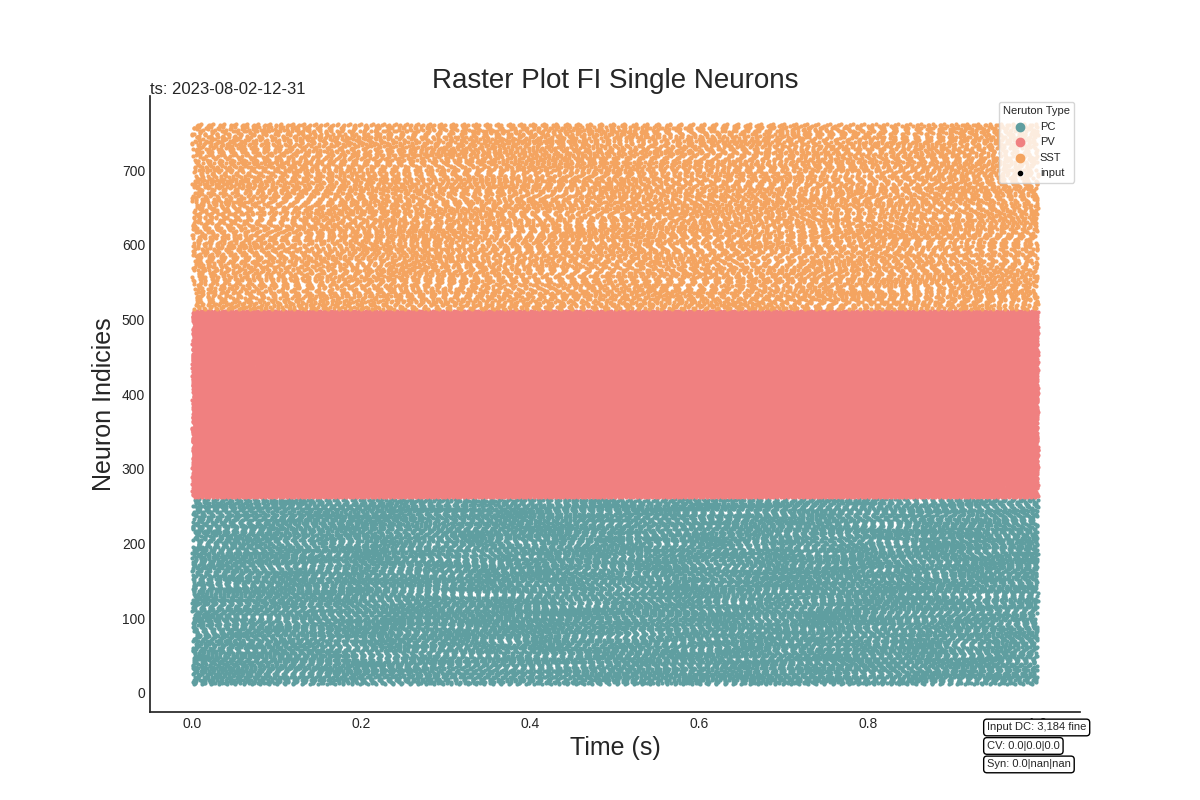 Raster Plot FI Single Neurons
ts: 2023-08-02-12-31
Neruton Type
PC
PV
SST
input
Neuron Indicies
700
600
500
400
300
200
100
0
0.0 0.2 0.4 0.6 0.8
Time (s)
Input DC: 3,184 fine
CV: 0.0|0.0|0.0
Syn: 0.0|nan|nan